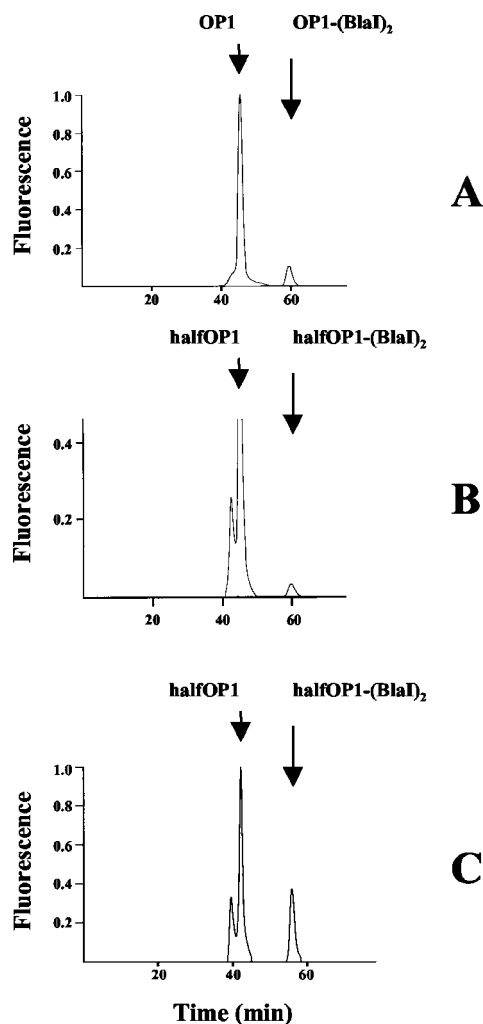 OP1 OP1-(BlaI)₂
1.0
0.8
0.6
0.4
0.2
Fluorescence
A
20 40 60
halfOP1 halfOP1-(BlaI)₂
0.4
0.2
Fluorescence
B
20 40 60
halfOP1 halfOP1-(BlaI)₂
1.0
0.8
0.6
0.4
0.2
Fluorescence
C
20 40 60
Time (min)